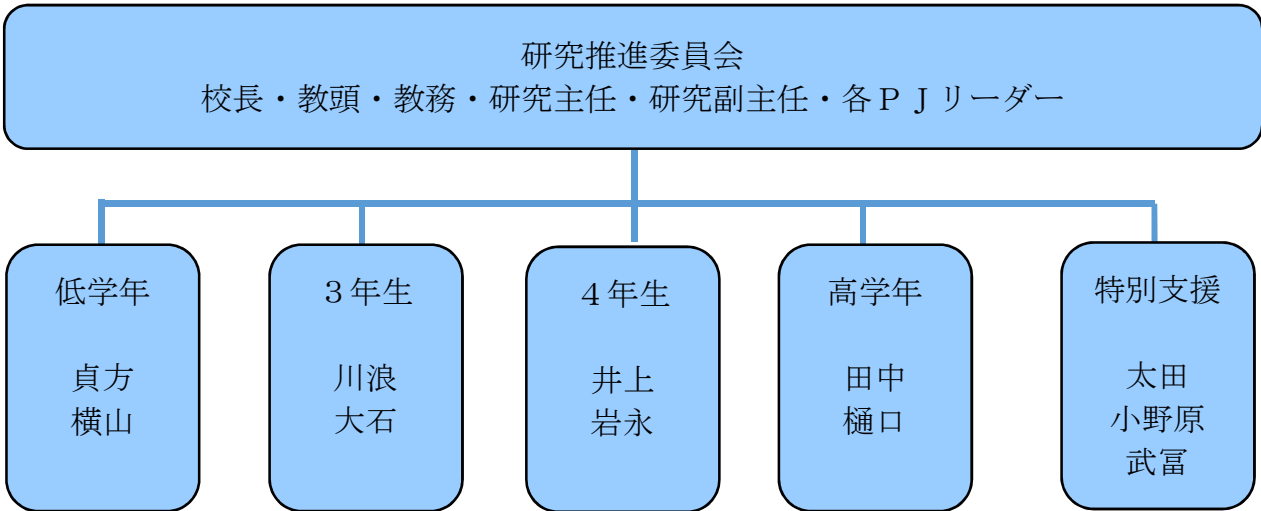 研究推進委員会
校長・教頭・教務・研究主任・研究副主任・各ＰＪリーダー
低学年
貞方
横山
３年生
川浪
大石
４年生
井上
岩永
高学年
田中
樋口
特別支援
太田
小野原
武冨